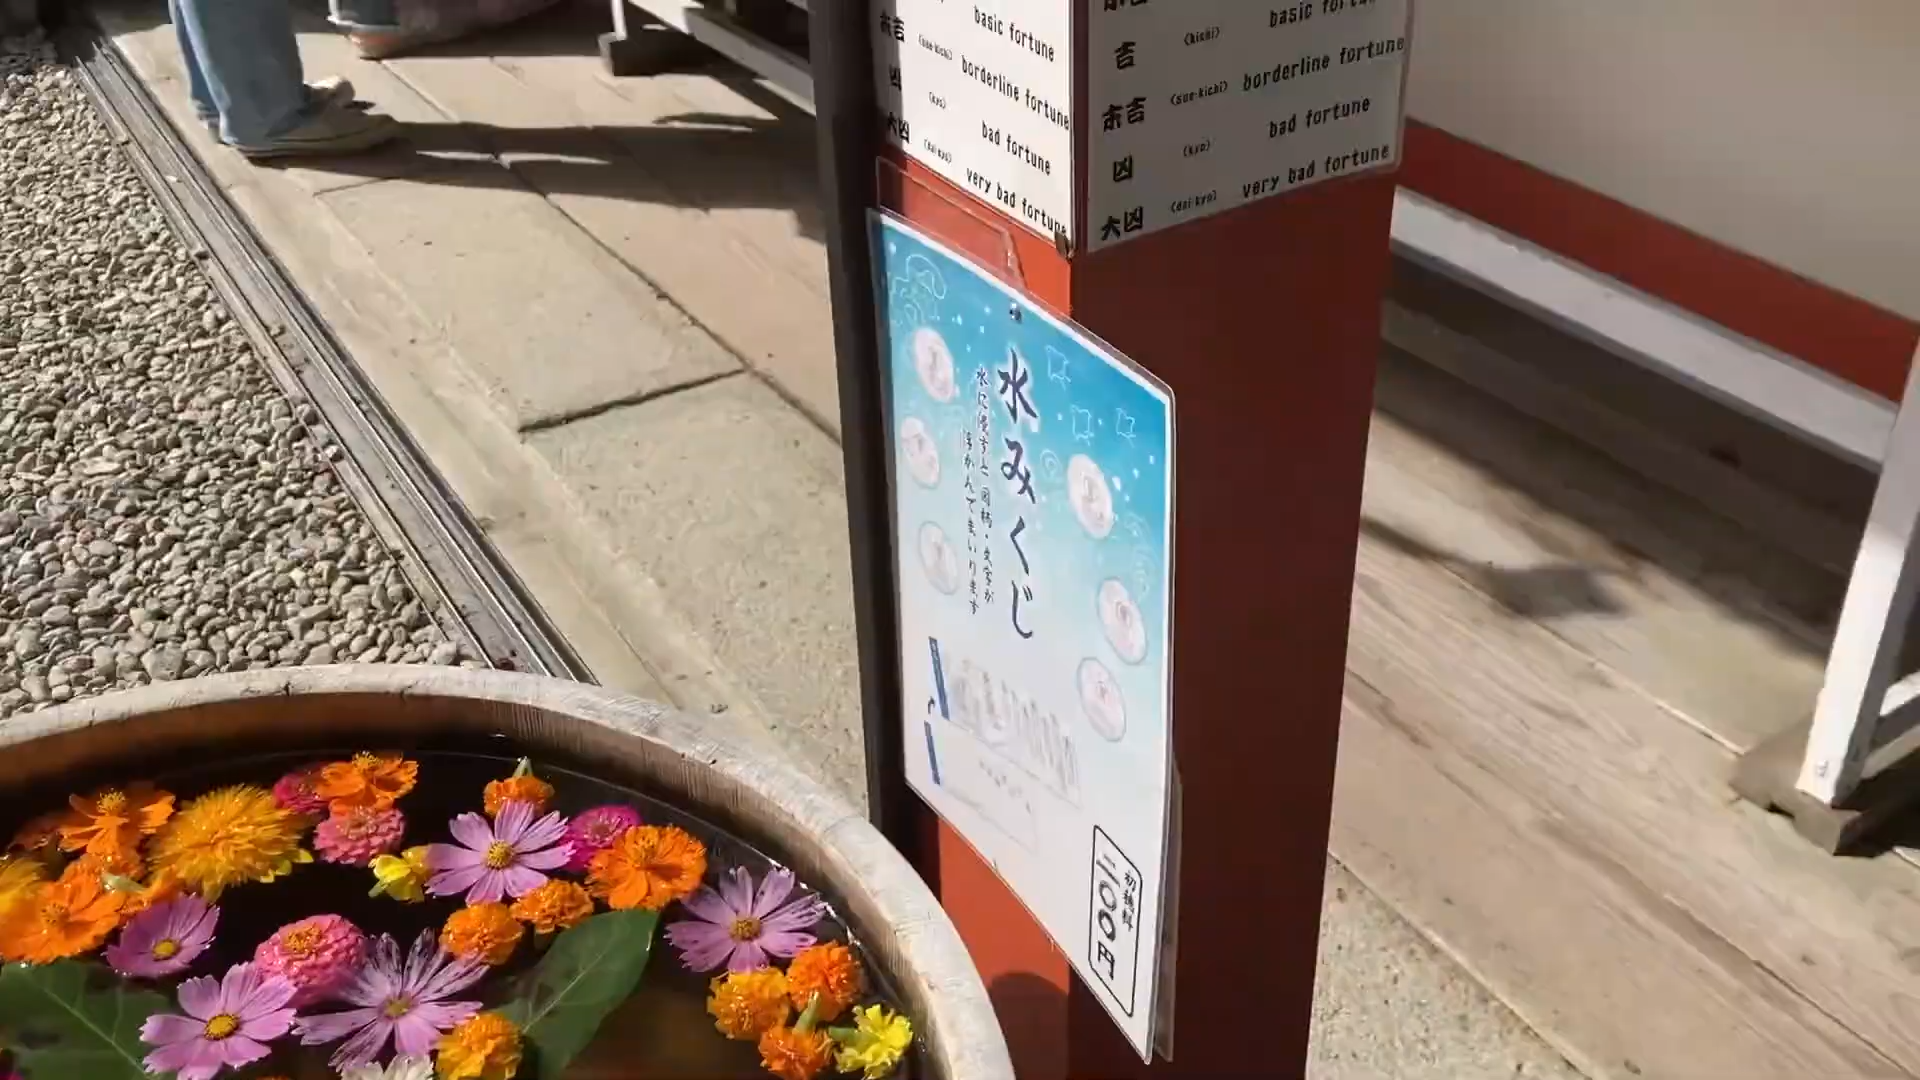 basic fortune
末吉
(sue-kichi)
borderline fortune
凶
(kyo)
bad fortune
大凶
(dai-kyo)
very bad fortune
basic fortune
吉
(kichi)
末吉
(sue-kichi)
borderline fortune
凶
(kyo)
bad fortune
大凶
(dai-kyo)
very bad fortune
水みくじ
水に浸すと 図柄・文字が
浮かんでまいります
初穂料
二〇〇円